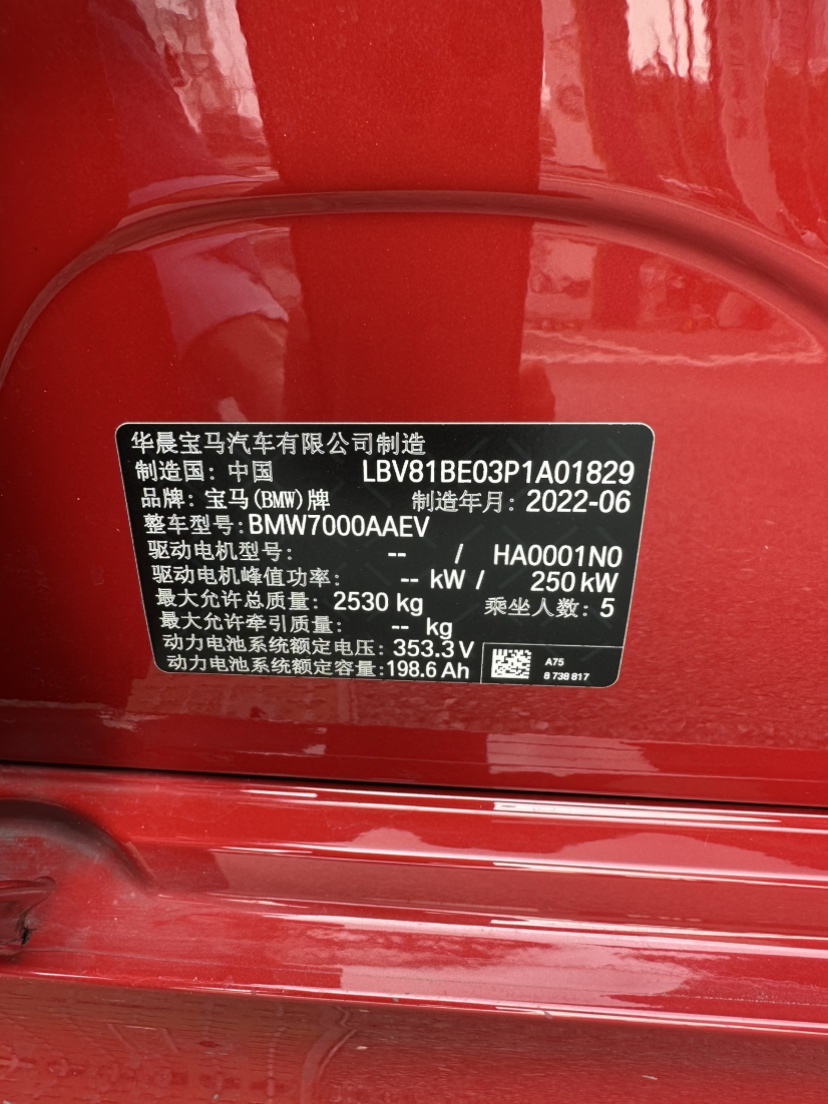 华晨宝马汽车有限公司制造
制造国: 中国 LBV81BE03P1A01829
品牌: 宝马(BMW)牌 制造年月: 2022-06
整车型号:BMW7000AAEV
驱动电机型号: -- / HA0001N0
驱动电机峰值功率: -- kW / 250 kW
最大允许总质量: 2530 kg 乘坐人数: 5
最大允许牵引质量: -- kg
动力电池系统额定电压: 353.3 V
动力电池系统额定容量:198.6 Ah
A75
8 738 817